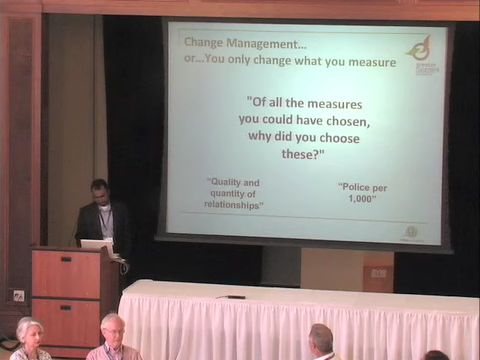 Change Management...
or...You only change what you measure
"Of all the measures
you could have chosen,
why did you choose
these?"
"Quality and
quantity of
relationships"
"Police per
1,000"